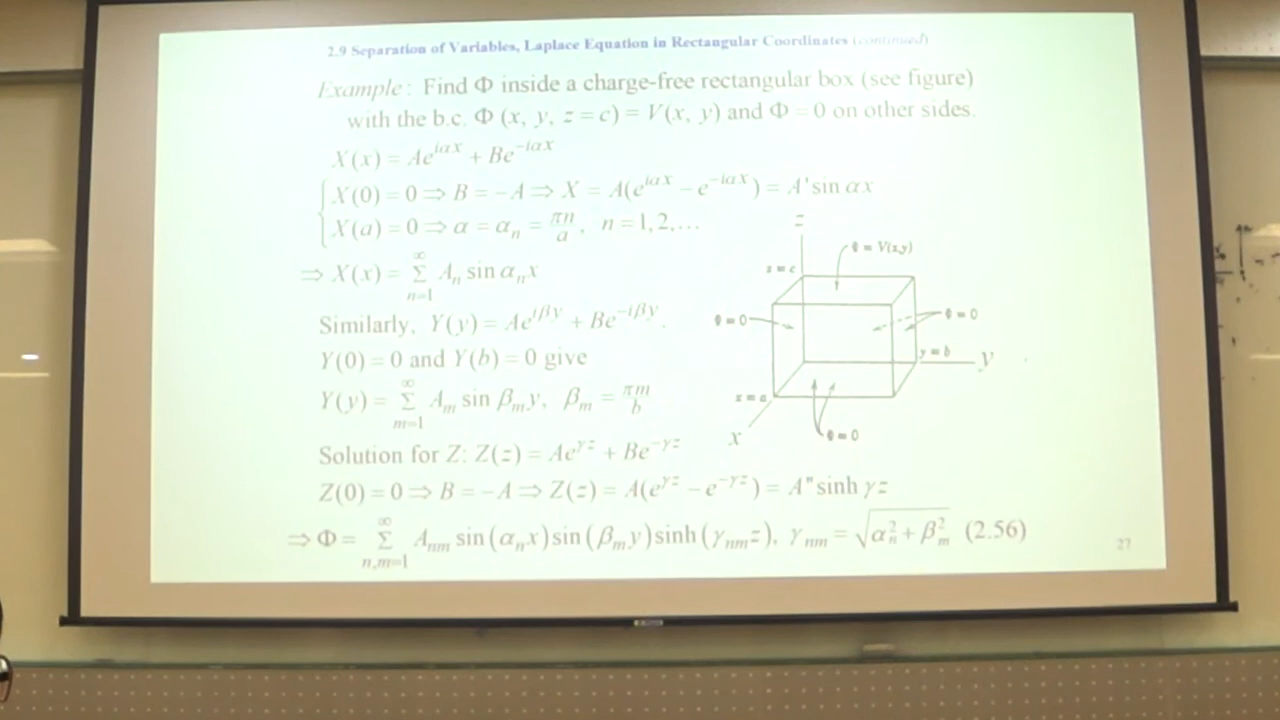 2.9 Separation of Variables, Laplace Equation in Rectangular Coordinates (continued)
Example: Find Φ inside a charge-free rectangular box (see figure)
with the b.c. Φ (x, y, z = c) = V(x, y) and Φ = 0 on other sides.
X(x) = Ae^{iαx} + Be^{-iαx}
X(0) = 0 ⇒ B = −A ⇒ X = A(e^{iαx} − e^{-iαx}) = A' sin αx
X(a) = 0 ⇒ α = α_n = πn/a, n = 1, 2, …
⇒ X(x) = Σ_{n=1}^{∞} A_n sin α_n x
Similarly, Y(y) = Ae^{iβy} + Be^{-iβy}.
Y(0) = 0 and Y(b) = 0 give
Y(y) = Σ_{m=1}^{∞} A_m sin β_m y, β_m = πm/b
Solution for Z: Z(z) = Ae^{γz} + Be^{-γz}
Z(0) = 0 ⇒ B = −A ⇒ Z(z) = A(e^{γz} − e^{-γz}) = A" sinh γz
⇒ Φ = Σ_{n,m=1}^{∞} A_{nm} sin (α_n x) sin (β_m y) sinh (γ_{nm} z), γ_{nm} = √(α_n^2 + β_m^2) (2.56)
z
Φ = V(x,y)
z = c
Φ = 0
Φ = 0
y = b
y
x = a
x
Φ = 0
27